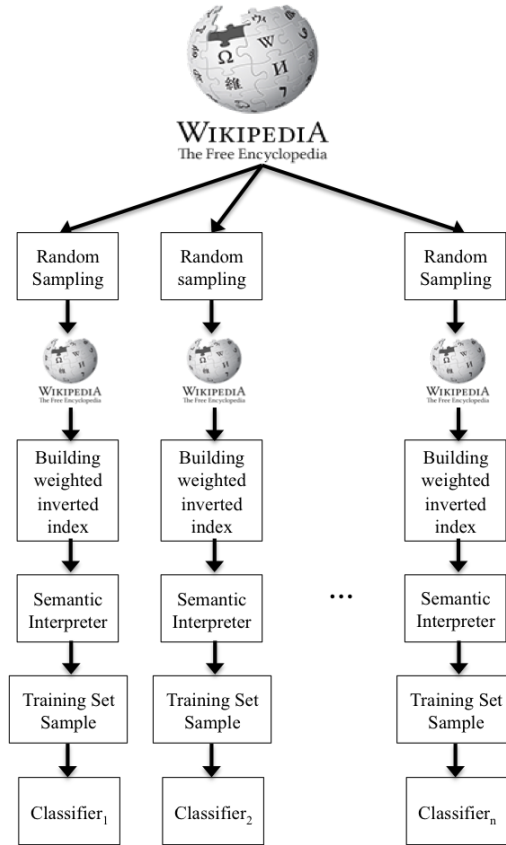 Ω
W
И
維
WIKIPEDIA
The Free Encyclopedia
Random
Sampling
Random
sampling
Random
Sampling
WIKIPEDIA
The Free Encyclopedia
WIKIPEDIA
The Free Encyclopedia
WIKIPEDIA
The Free Encyclopedia
Building
weighted
inverted
index
Building
weighted
inverted
index
Building
weighted
inverted
index
...
Semantic
Interpreter
Semantic
Interpreter
Semantic
Interpreter
Training Set
Sample
Training Set
Sample
Training Set
Sample
Classifier₁
Classifier₂
Classifierₙ